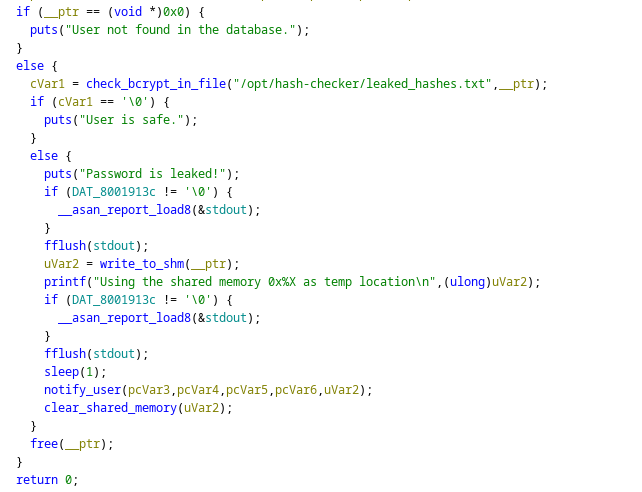 if (__ptr == (void *)0x0) {
puts("User not found in the database.");
}
else {
cVar1 = check_bcrypt_in_file("/opt/hash-checker/leaked_hashes.txt",__ptr);
if (cVar1 == '\0') {
puts("User is safe.");
}
else {
puts("Password is leaked!");
if (DAT_8001913c != '\0') {
__asan_report_load8(&stdout);
}
fflush(stdout);
uVar2 = write_to_shm(__ptr);
printf("Using the shared memory 0x%X as temp location\n",(ulong)uVar2);
if (DAT_8001913c != '\0') {
__asan_report_load8(&stdout);
}
fflush(stdout);
sleep(1);
notify_user(pcVar3,pcVar4,pcVar5,pcVar6,uVar2);
clear_shared_memory(uVar2);
}
free(__ptr);
}
return 0;